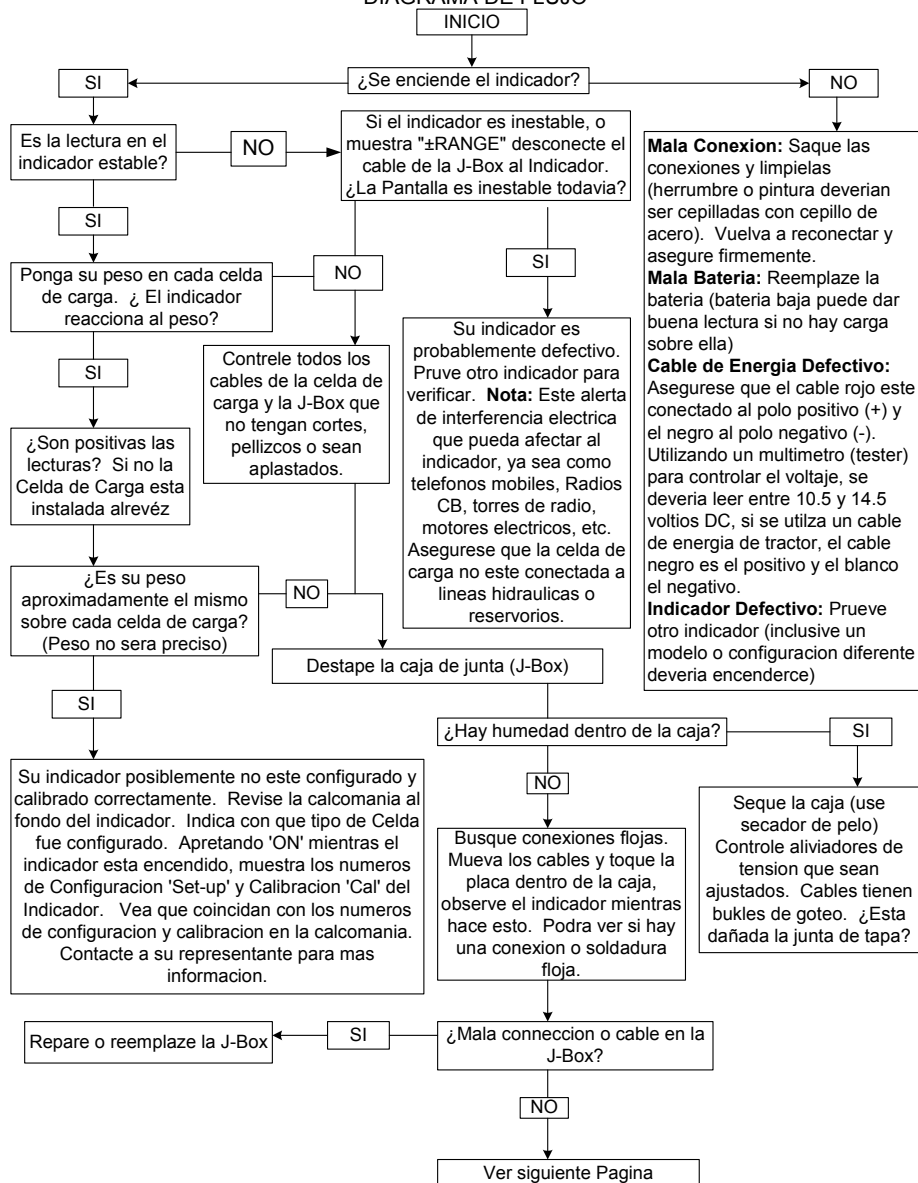 DIAGRAMA DE FLUJO
INICIO
SI
¿Se enciende el indicador?
NO
Es la lectura en el
indicador estable?
NO
Si el indicador es inestable, o
muestra "±RANGE" desconecte el
cable de la J-Box al Indicador.
¿La Pantalla es inestable todavia?
Mala Conexion: Saque las
conexiones y limpielas
(herrumbre o pintura deverian
ser cepilladas con cepillo de
acero). Vuelva a reconectar y
asegure firmemente.
Mala Bateria: Reemplaze la
bateria (bateria baja puede dar
buena lectura si no hay carga
sobre ella)
Cable de Energia Defectivo:
Asegurese que el cable rojo este
conectado al polo positivo (+) y
el negro al polo negativo (-).
Utilizando un multimetro (tester)
para controlar el voltaje, se
deveria leer entre 10.5 y 14.5
voltios DC, si se utilza un cable
de energia de tractor, el cable
negro es el positivo y el blanco
el negativo.
Indicador Defectivo: Prueve
otro indicador (inclusive un
modelo o configuracion diferente
deveria encenderce)
SI
Ponga su peso en cada celda
de carga. ¿ El indicador
reacciona al peso?
NO
SI
Controle todos los
cables de la celda de
carga y la J-Box que
no tengan cortes,
pellizcos o sean
aplastados.
Su indicador es
probablemente defectivo.
Pruve otro indicador para
verificar. Nota: Este alerta
de interferencia electrica
que pueda afectar al
indicador, ya sea como
telefonos mobiles, Radios
CB, torres de radio,
motores electricos, etc.
Asegurese que la celda de
carga no este conectada a
lineas hidraulicas o
reservorios.
SI
¿Son positivas las
lecturas? Si no la
Celda de Carga esta
instalada alrevéz
¿Es su peso
aproximadamente el mismo
sobre cada celda de carga?
(Peso no sera preciso)
NO
Destape la caja de junta (J-Box)
SI
¿Hay humedad dentro de la caja?
SI
Su indicador posiblemente no este configurado y
calibrado correctamente. Revise la calcomania al
fondo del indicador. Indica con que tipo de Celda
fue configurado. Apretando 'ON' mientras el
indicador esta encendido, muestra los numeros
de Configuracion 'Set-up' y Calibracion 'Cal' del
Indicador. Vea que coincidan con los numeros
de configuracion y calibracion en la calcomania.
Contacte a su representante para mas
informacion.
NO
Busque conexiones flojas.
Mueva los cables y toque la
placa dentro de la caja,
observe el indicador mientras
hace esto. Podra ver si hay
una conexion o soldadura
floja.
Seque la caja (use
secador de pelo)
Controle aliviadores de
tension que sean
ajustados. Cables tienen
bukles de goteo. ¿Esta
dañada la junta de tapa?
Repare o reemplaze la J-Box
SI
¿Mala conneccion o cable en la
J-Box?
NO
Ver siguiente Pagina